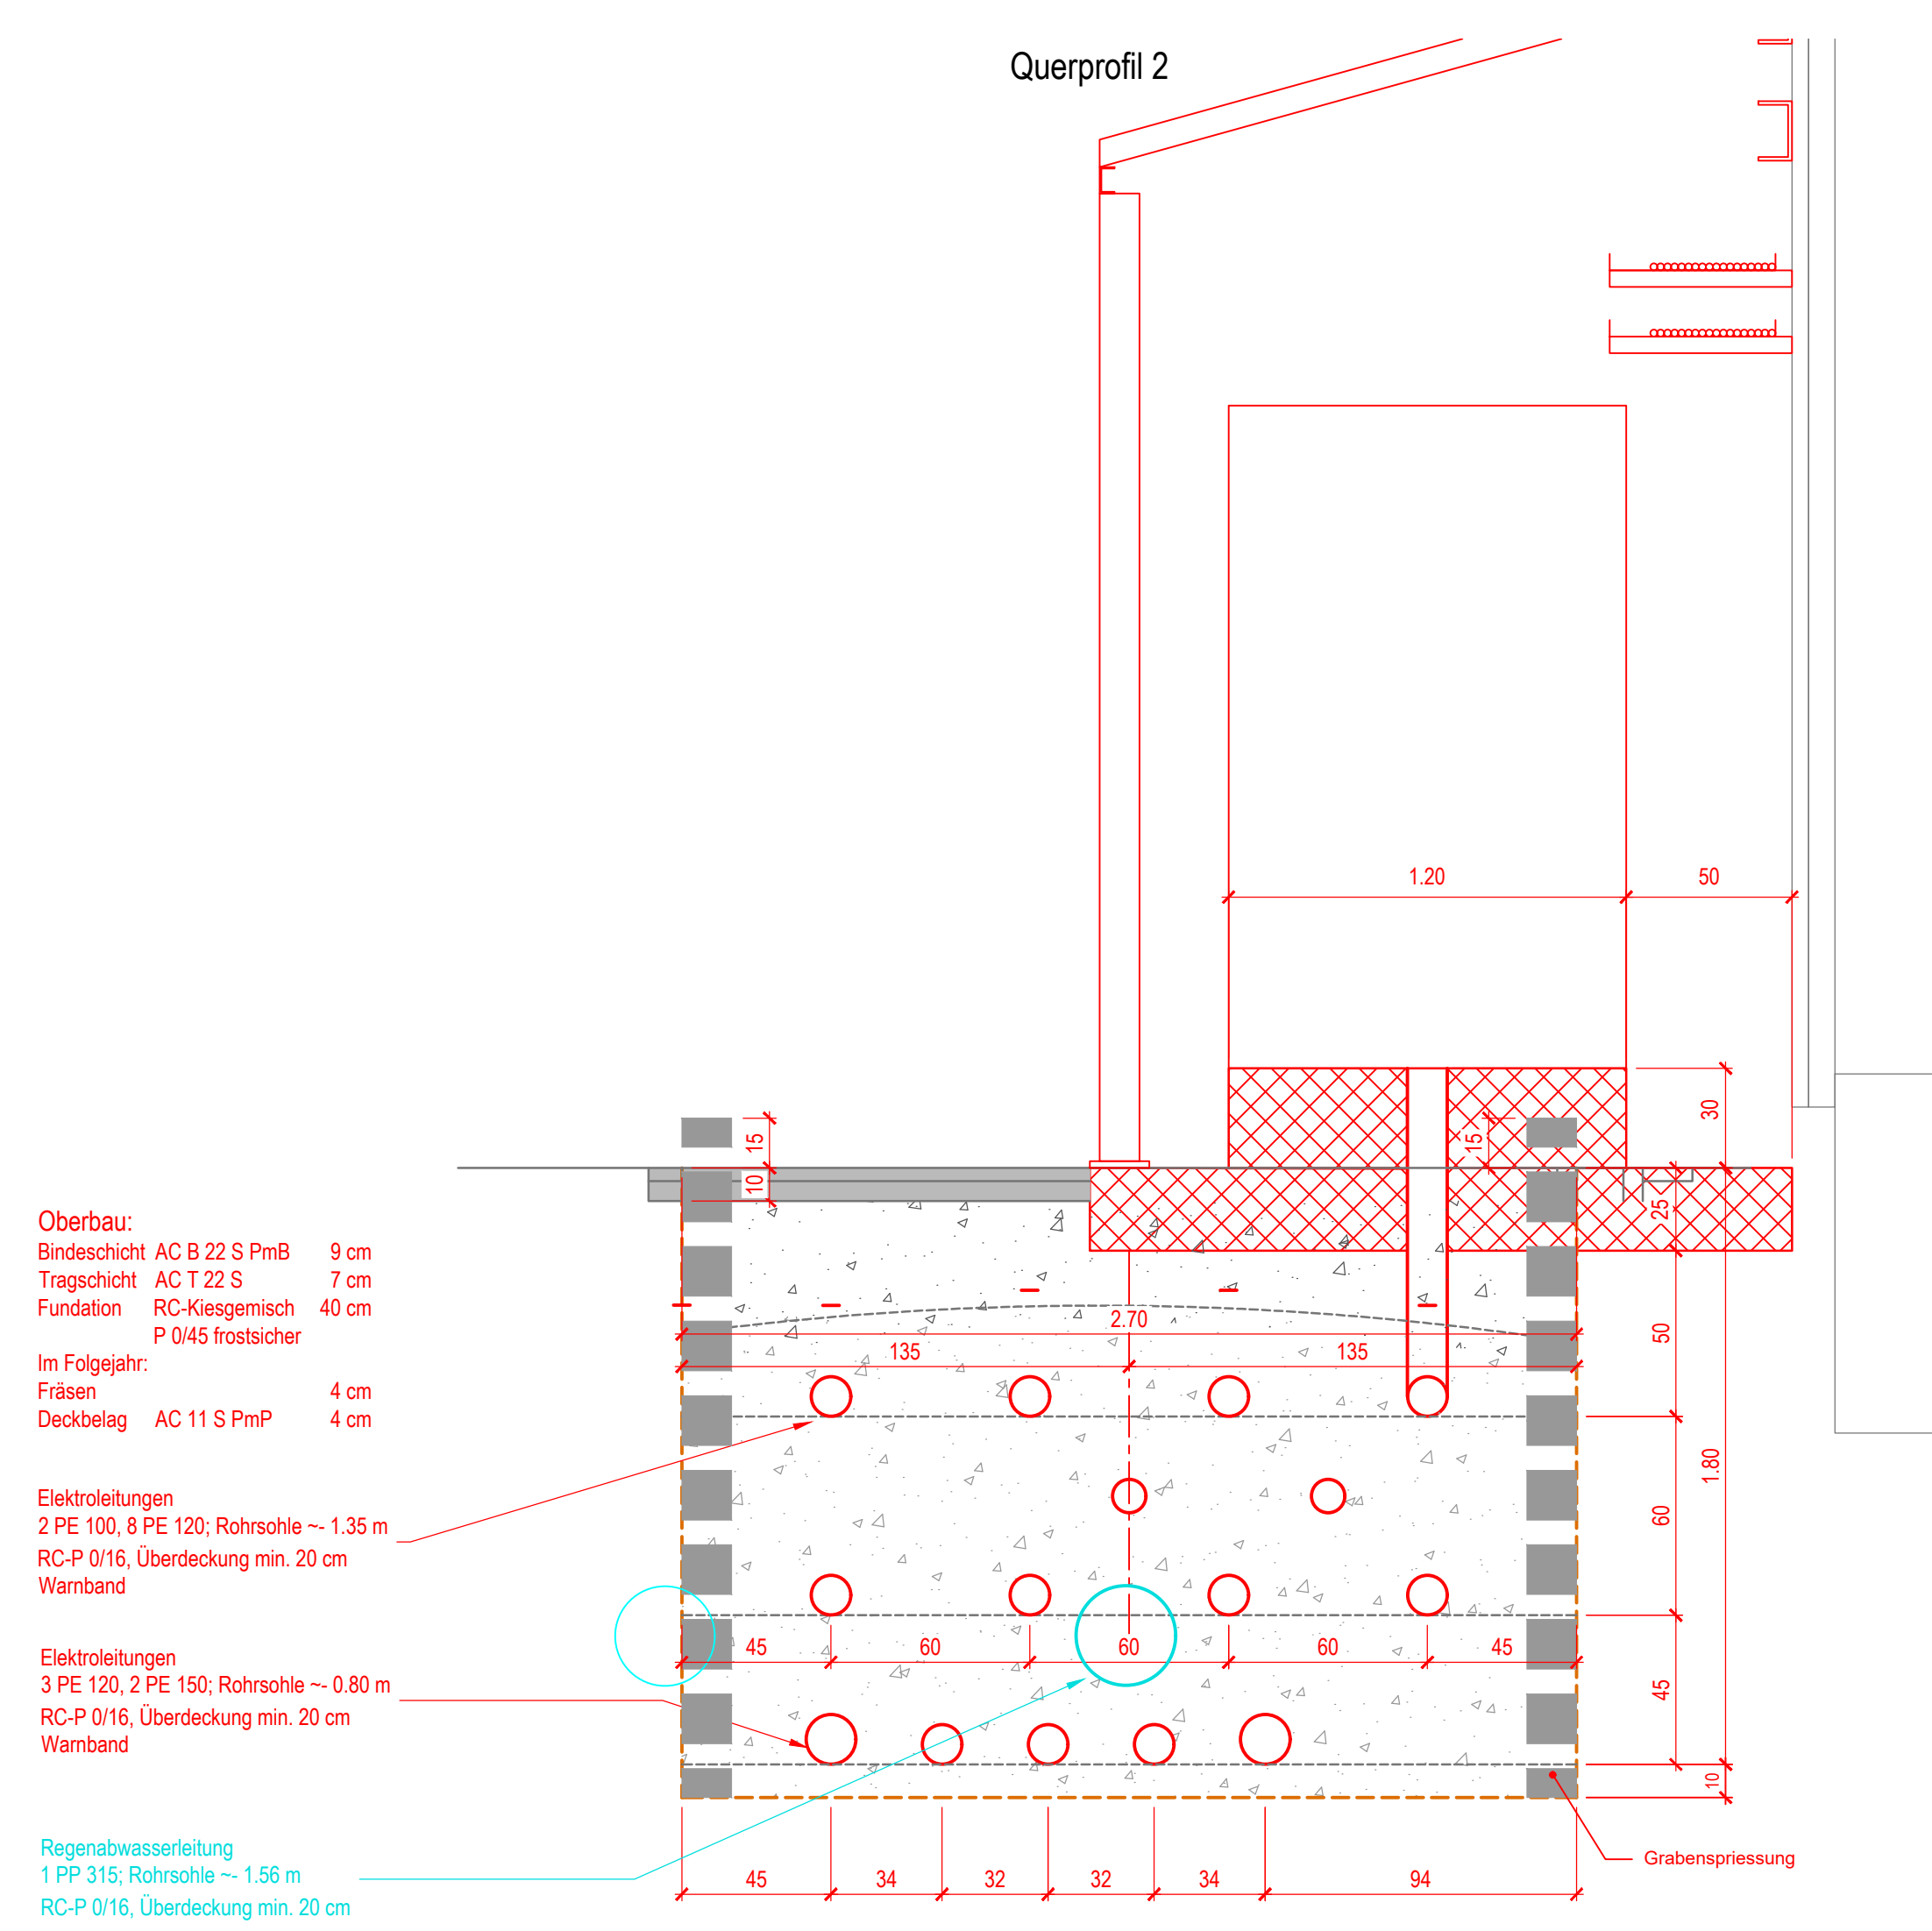 Querprofil 2
1.20
50
30
15
15
10
25
Oberbau:
Bindeschicht AC B 22 S PmB 9 cm
Tragschicht AC T 22 S 7 cm
Fundation RC-Kiesgemisch 40 cm
P 0/45 frostsicher
Im Folgejahr:
Fräsen 4 cm
Deckbelag AC 11 S PmP 4 cm
2.70
50
135
135
1.80
Elektroleitungen
2 PE 100, 8 PE 120; Rohrsohle ~- 1.35 m
RC-P 0/16, Überdeckung min. 20 cm
Warnband
60
45
60
60
60
45
Elektroleitungen
3 PE 120, 2 PE 150; Rohrsohle ~- 0.80 m
RC-P 0/16, Überdeckung min. 20 cm
Warnband
45
10
Regenabwasserleitung
1 PP 315; Rohrsohle ~- 1.56 m
RC-P 0/16, Überdeckung min. 20 cm
Grabenspriessung
45
34
32
32
34
94